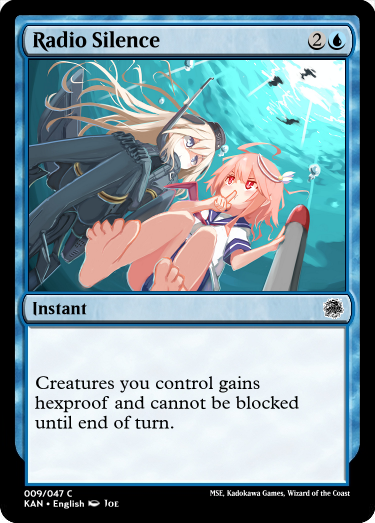 Radio Silence 2
Instant
Creatures you control gains
hexproof and cannot be blocked
until end of turn.
009/047 C
KAN • English JOE
MSE, Kadokawa Games, Wizard of the Coast